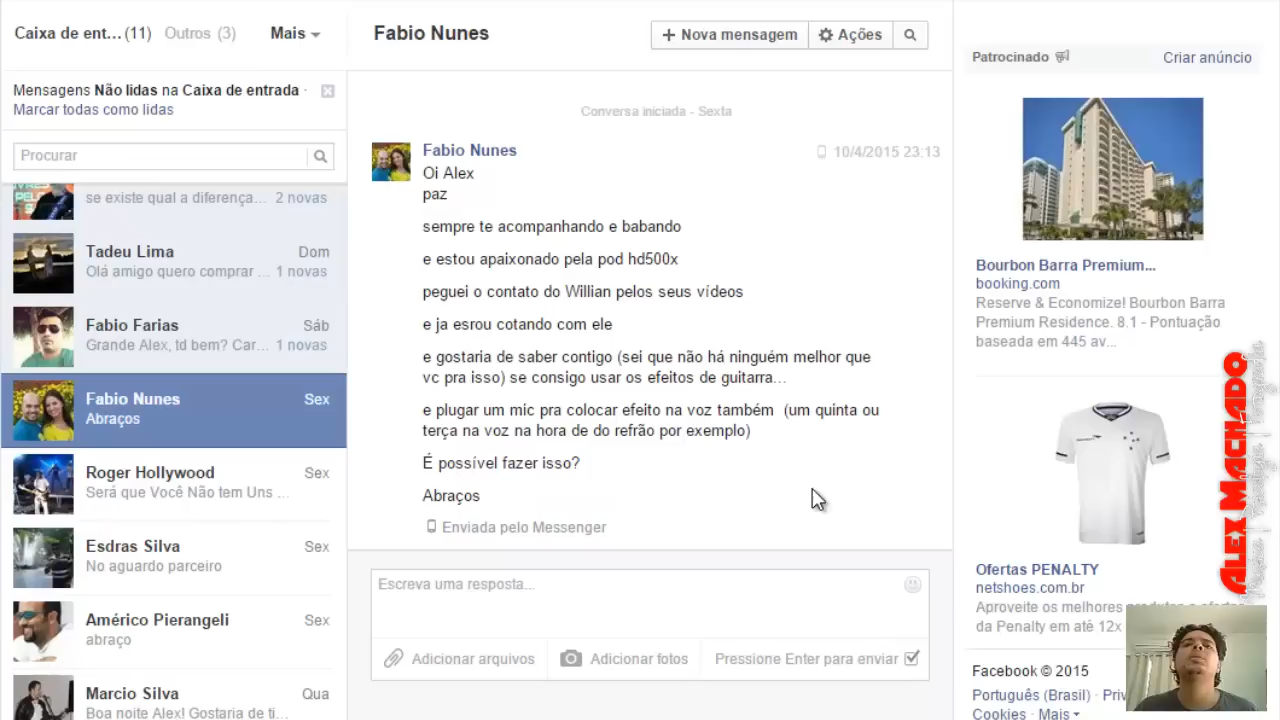 Caixa de ent... (11)
Outros (3)
Mais
Mensagens Não lidas na Caixa de entrada ·
Marcar todas como lidas
Procurar
se existe qual a diferença...
2 novas
Tadeu Lima
Dom
Olá amigo quero comprar ...
1 novas
Fabio Farias
Sáb
Grande Alex, td bem? Car...
1 novas
Fabio Nunes
Sex
Abraços
Roger Hollywood
Sex
Será que Você Não tem Uns ...
Esdras Silva
Sex
No aguardo parceiro
Américo Pierangeli
Sex
abraço
Marcio Silva
Qua
Boa noite Alex! Gostaria de ti...
Fabio Nunes
Nova mensagem
Ações
Conversa iniciada - Sexta
Fabio Nunes
10/4/2015 23:13
Oi Alex
paz
sempre te acompanhando e babando
e estou apaixonado pela pod hd500x
peguei o contato do Willian pelos seus vídeos
e ja esrou cotando com ele
e gostaria de saber contigo (sei que não há ninguém melhor que
vc pra isso) se consigo usar os efeitos de guitarra...
e plugar um mic pra colocar efeito na voz também (um quinta ou
terça na voz na hora de do refrão por exemplo)
É possível fazer isso?
Abraços
Enviada pelo Messenger
Escreva uma resposta...
Adicionar arquivos
Adicionar fotos
Pressione Enter para enviar
Patrocinado
Criar anúncio
Bourbon Barra Premium...
booking.com
Reserve & Economize! Bourbon Barra
Premium Residence. 8.1 - Pontuação
baseada em 445 av...
Ofertas PENALTY
netshoes.com.br
Aproveite os melhores
da Penalty em até 12x
Facebook © 2015
Português (Brasil) ·
Cookies · Mais
ALEX MACHADO